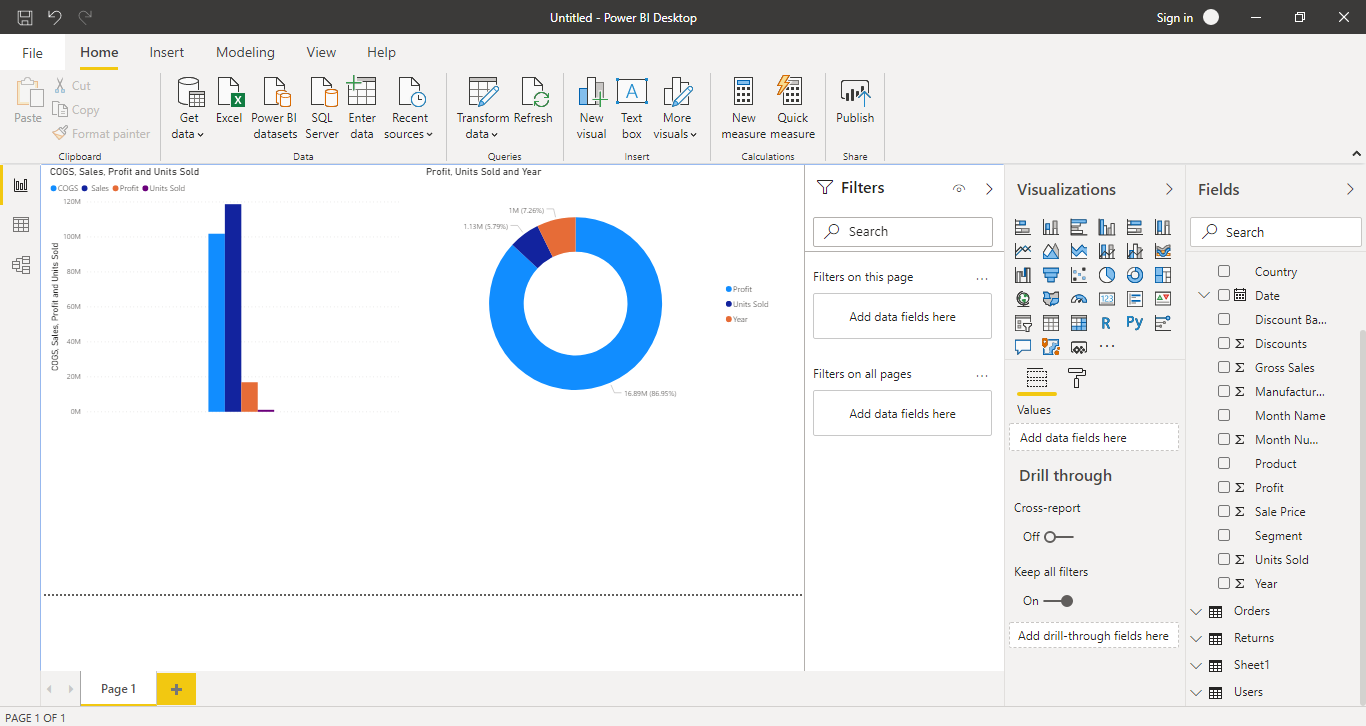 Untitled - Power BI Desktop
Sign in
File
Home
Insert
Modeling
View
Help
Paste
Cut
Copy
Format painter
Clipboard
Get data
Excel
Power BI datasets
SQL Server
Enter data
Recent sources
Data
Transform data
Refresh
Queries
New visual
Text box
A
More visuals
Insert
New measure
Quick measure
Calculations
Publish
Share
COGS, Sales, Profit and Units Sold
COGS Sales Profit Units Sold
COGS, Sales, Profit and Units Sold
120M
100M
80M
60M
40M
20M
0M
Profit, Units Sold and Year
1M (7.26%)
1.13M (5.79%)
16.89M (86.95%)
Profit
Units Sold
Year
Filters
Search
Filters on this page
...
Add data fields here
Filters on all pages
...
Add data fields here
Visualizations
123
R
Py
...
Values
Add data fields here
Drill through
Cross-report
Off
Keep all filters
On
Add drill-through fields here
Fields
Search
Country
Date
Discount Ba...
Σ Discounts
Σ Gross Sales
Σ Manufactur...
Month Name
Σ Month Nu...
Product
Σ Profit
Σ Sale Price
Segment
Σ Units Sold
Σ Year
Orders
Returns
Sheet1
Users
Page 1
+
PAGE 1 OF 1